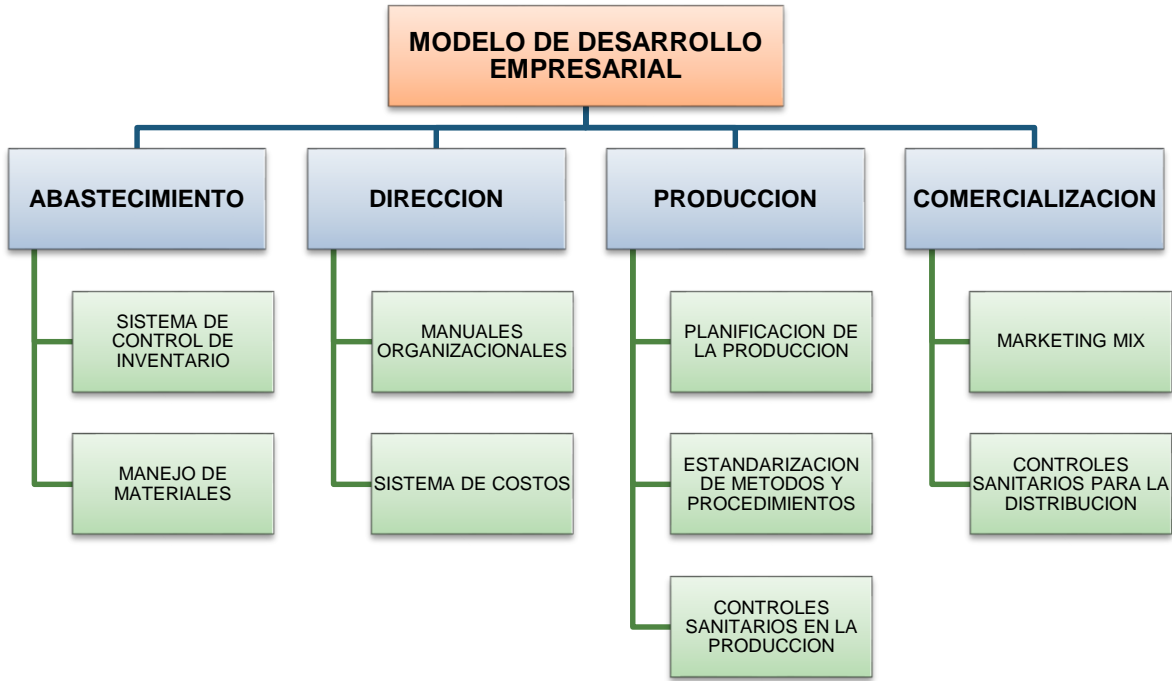 MODELO DE DESARROLLO
EMPRESARIAL
ABASTECIMIENTO
DIRECCION
PRODUCCION
COMERCIALIZACION
SISTEMA DE
CONTROL DE
INVENTARIO
MANEJO DE
MATERIALES
MANUALES
ORGANIZACIONALES
SISTEMA DE COSTOS
PLANIFICACION DE
LA PRODUCCION
ESTANDARIZACION
DE METODOS Y
PROCEDIMIENTOS
CONTROLES
SANITARIOS EN LA
PRODUCCION
MARKETING MIX
CONTROLES
SANITARIOS PARA LA
DISTRIBUCION